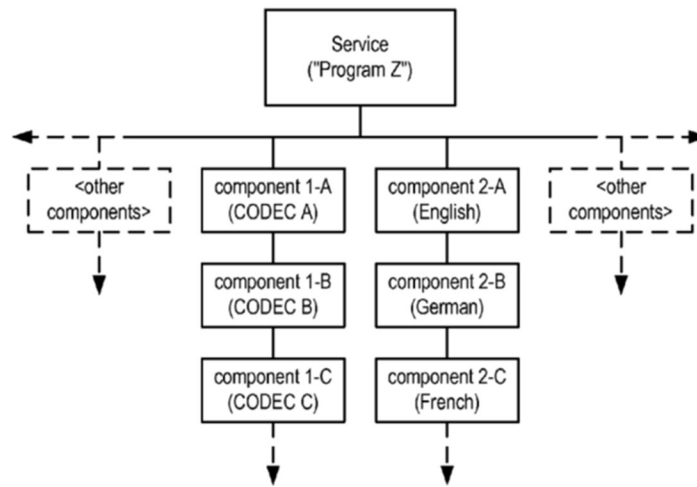 Service
("Program Z")
<other
components>
component 1-A
(CODEC A)
component 2-A
(English)
<other
components>
component 1-B
(CODEC B)
component 2-B
(German)
component 1-C
(CODEC C)
component 2-C
(French)